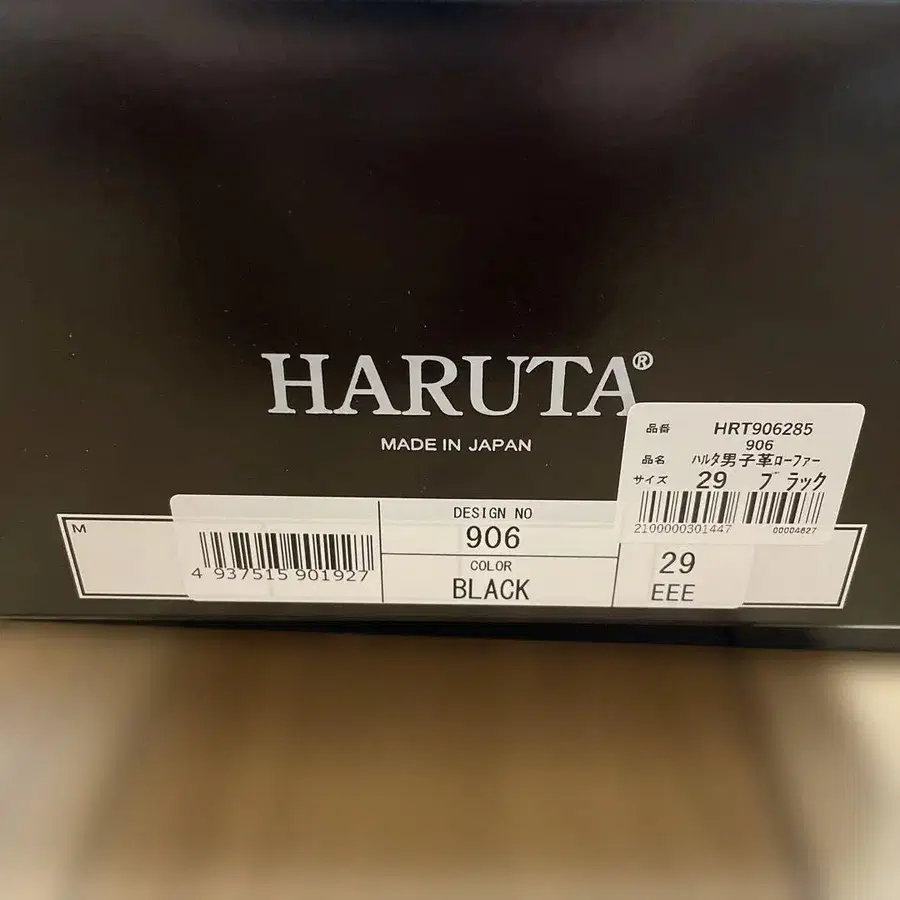 HARUTA®
MADE IN JAPAN
品番 HRT906285
906
品名 ハルタ男子革ローファー
サイズ 29 ブラック
2100000301447 00004627
M
4 937515 901927
DESIGN NO
906
COLOR
BLACK
29
EEE